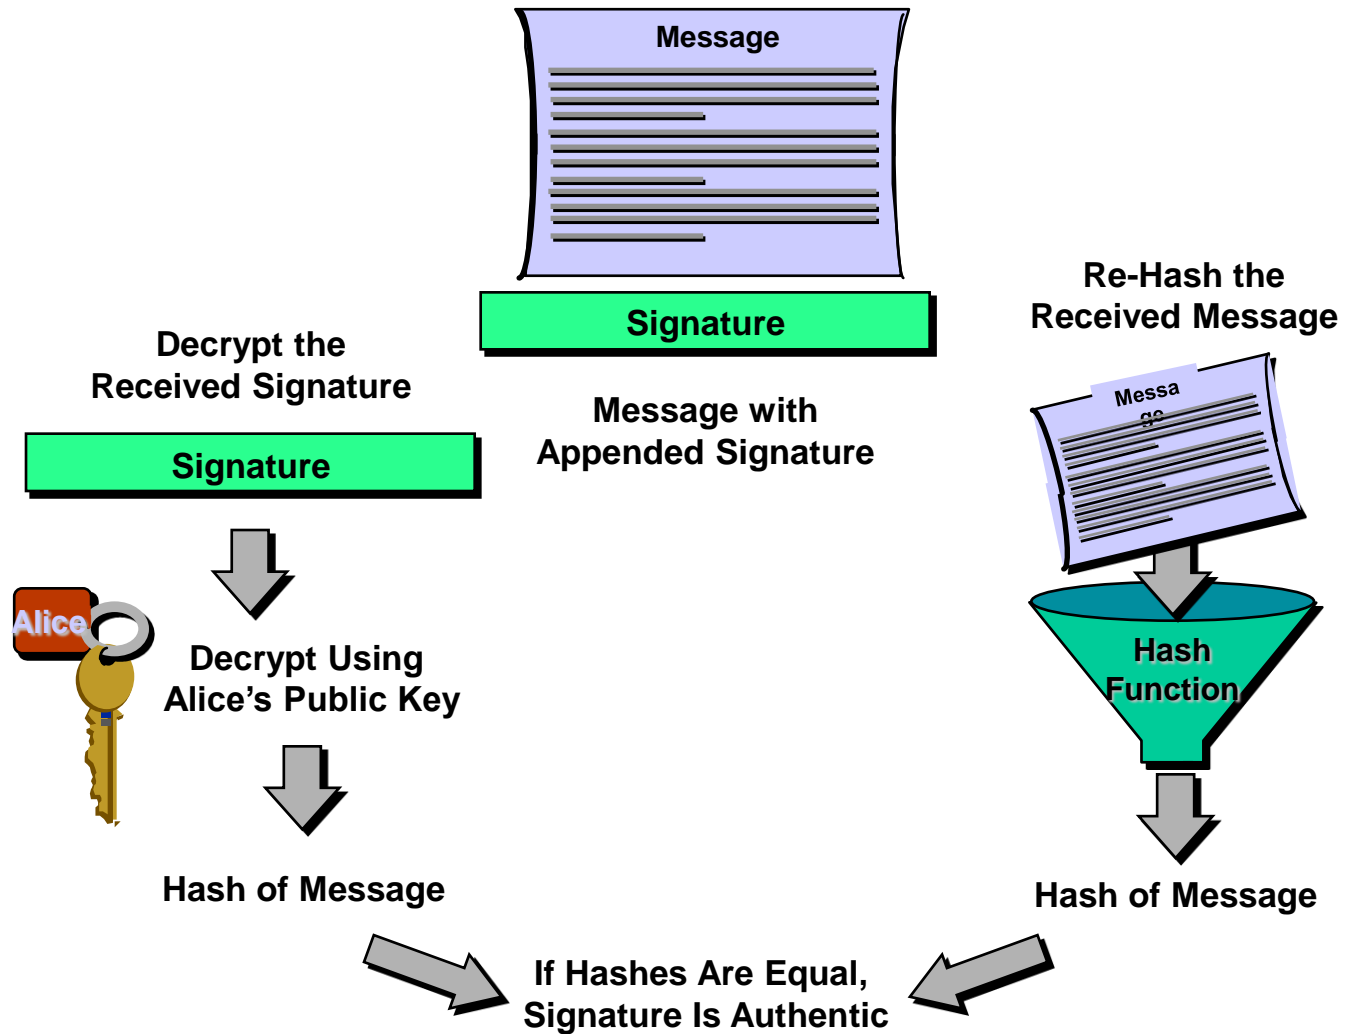 Message
Signature
Message with
Appended Signature
Decrypt the
Received Signature
Signature
Alice
Decrypt Using
Alice’s Public Key
Hash of Message
Re-Hash the
Received Message
Messa
ge
Hash
Function
Hash of Message
If Hashes Are Equal,
Signature Is Authentic